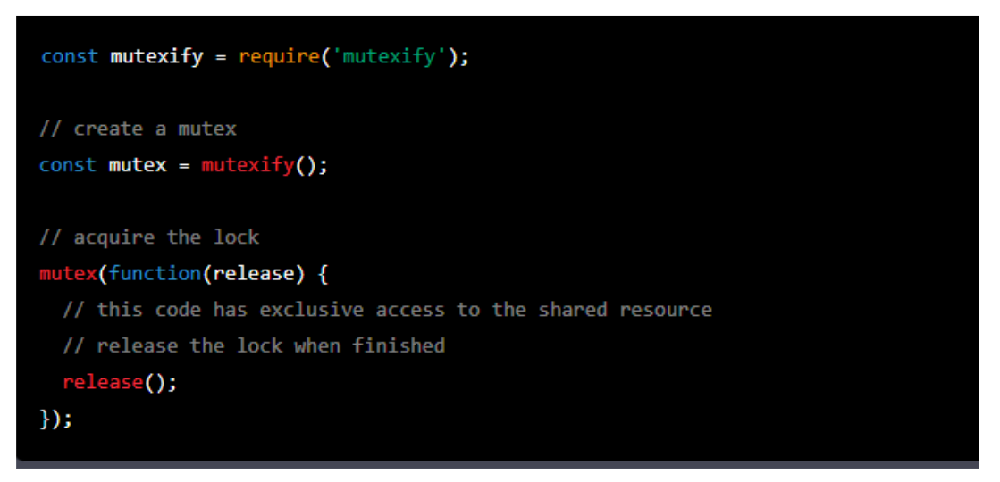 const mutexify = require('mutexify');
// create a mutex
const mutex = mutexify();
// acquire the lock
mutex(function(release) {
// this code has exclusive access to the shared resource
// release the lock when finished
release();
});